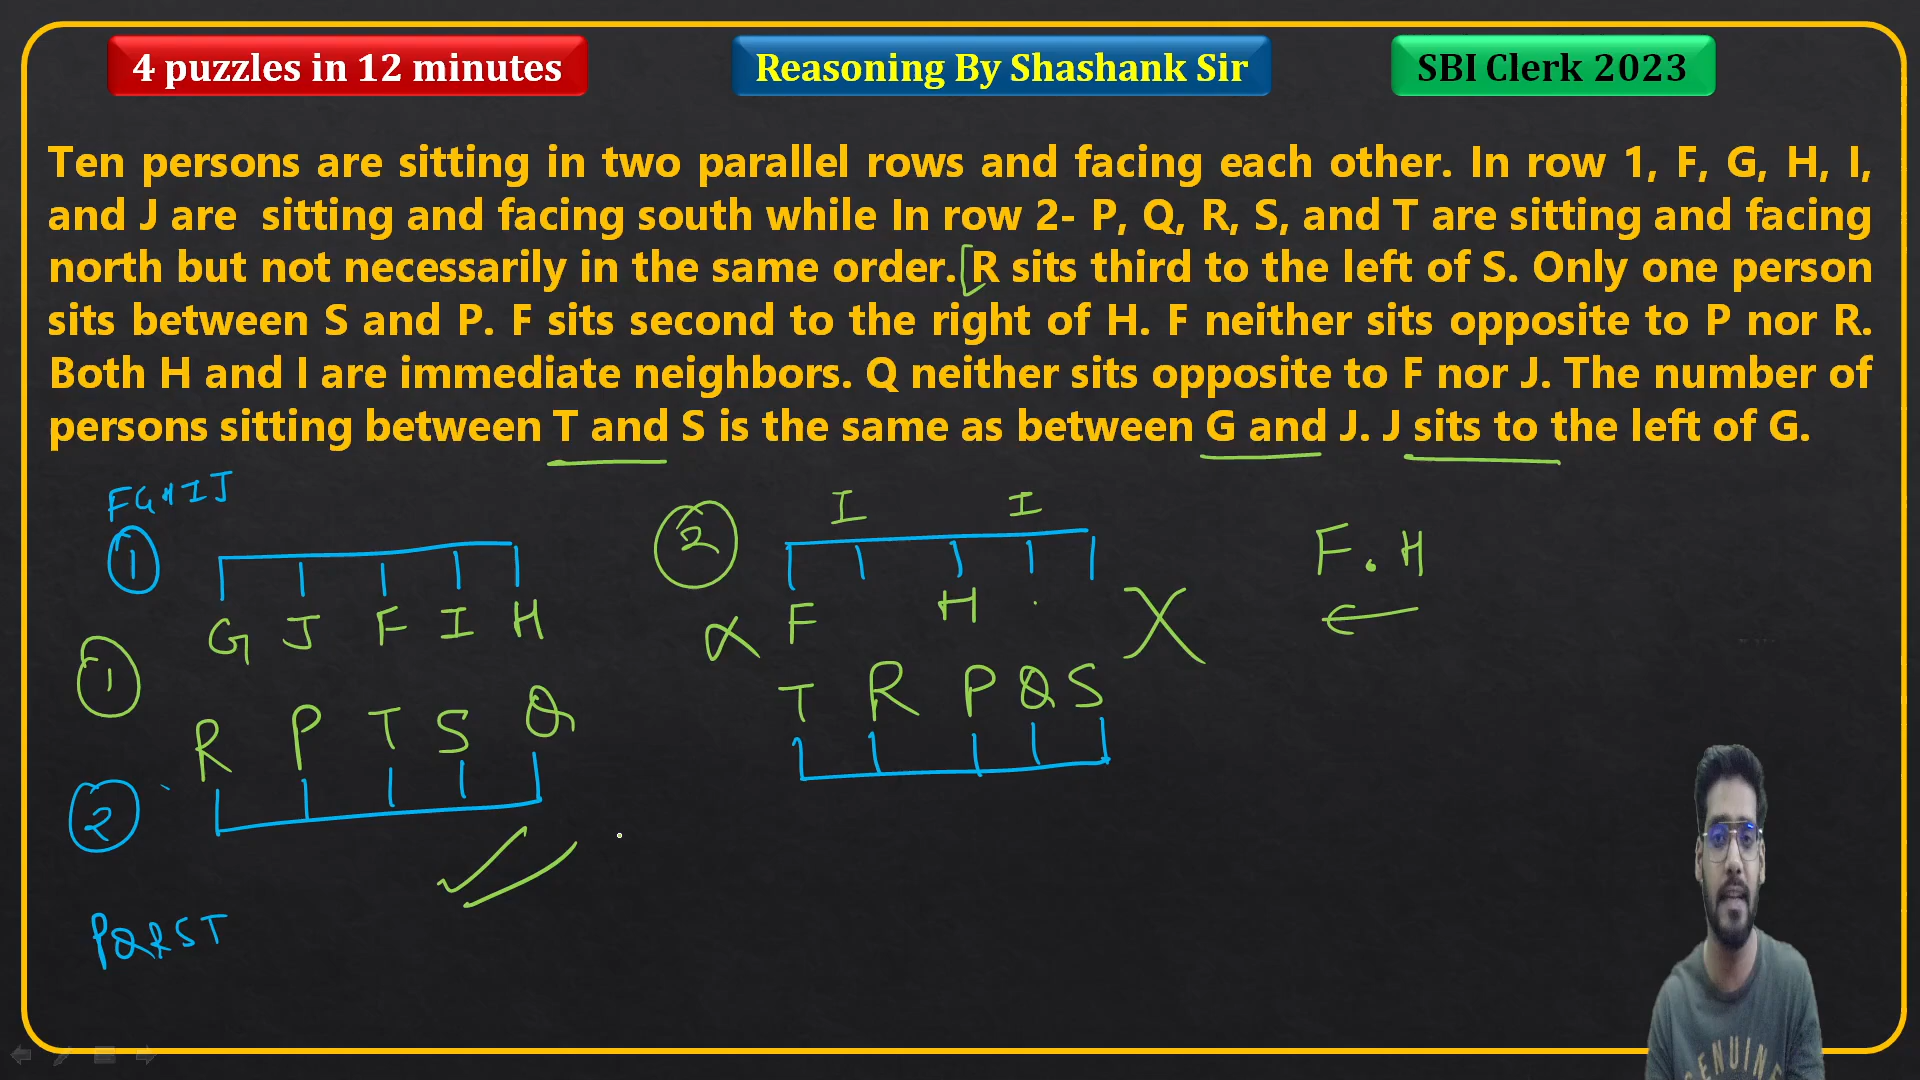 4 puzzles in 12 minutes
Reasoning By Shashank Sir
SBI Clerk 2023
Ten persons are sitting in two parallel rows and facing each other. In row 1, F, G, H, I,
and J are sitting and facing south while In row 2- P, Q, R, S, and T are sitting and facing
north but not necessarily in the same order. R sits third to the left of S. Only one person
sits between S and P. F sits second to the right of H. F neither sits opposite to P nor R.
Both H and I are immediate neighbors. Q neither sits opposite to F nor J. The number of
persons sitting between T and S is the same as between G and J. J sits to the left of G.
F G H I J
1
G J F I H
1
R P T S Q
2
P Q R S T
2
I I
F H
T R P Q S
F . H
GENUINE